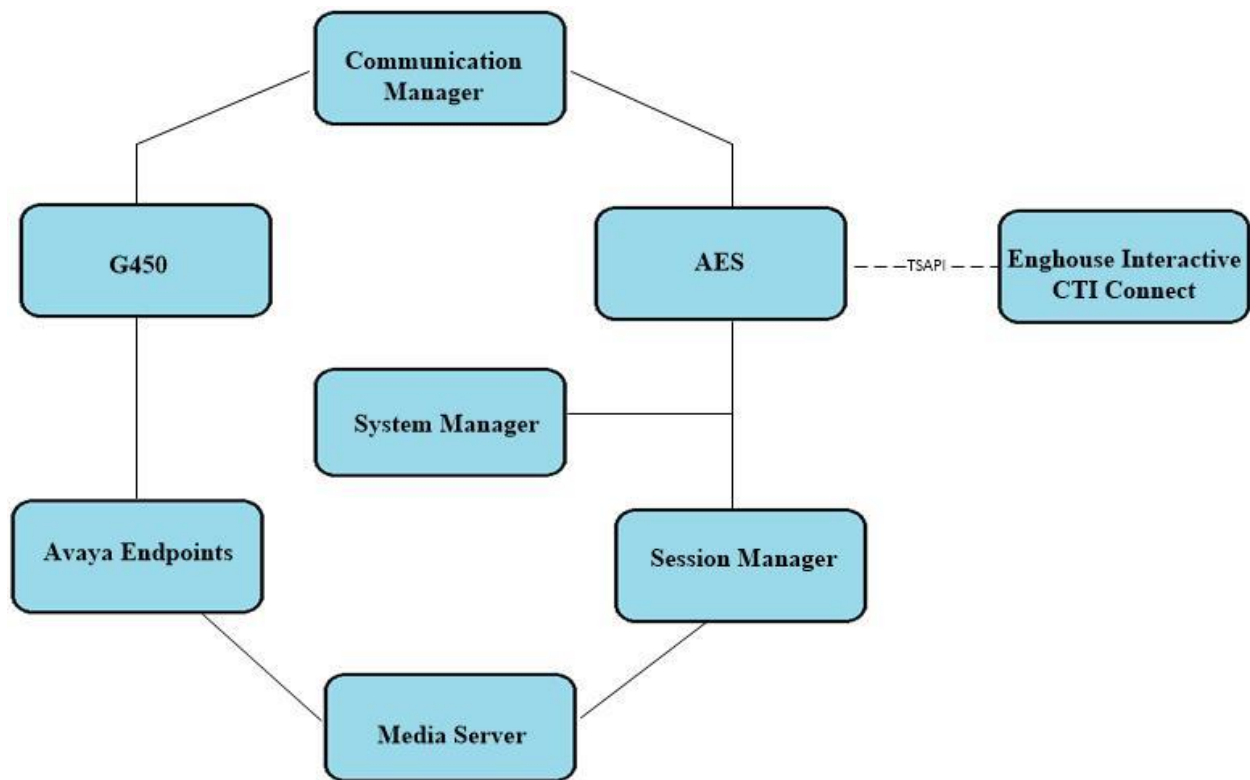 Communication
Manager
G450
AES
TSAPI
Enghouse Interactive
CTI Connect
System Manager
Avaya Endpoints
Session Manager
Media Server